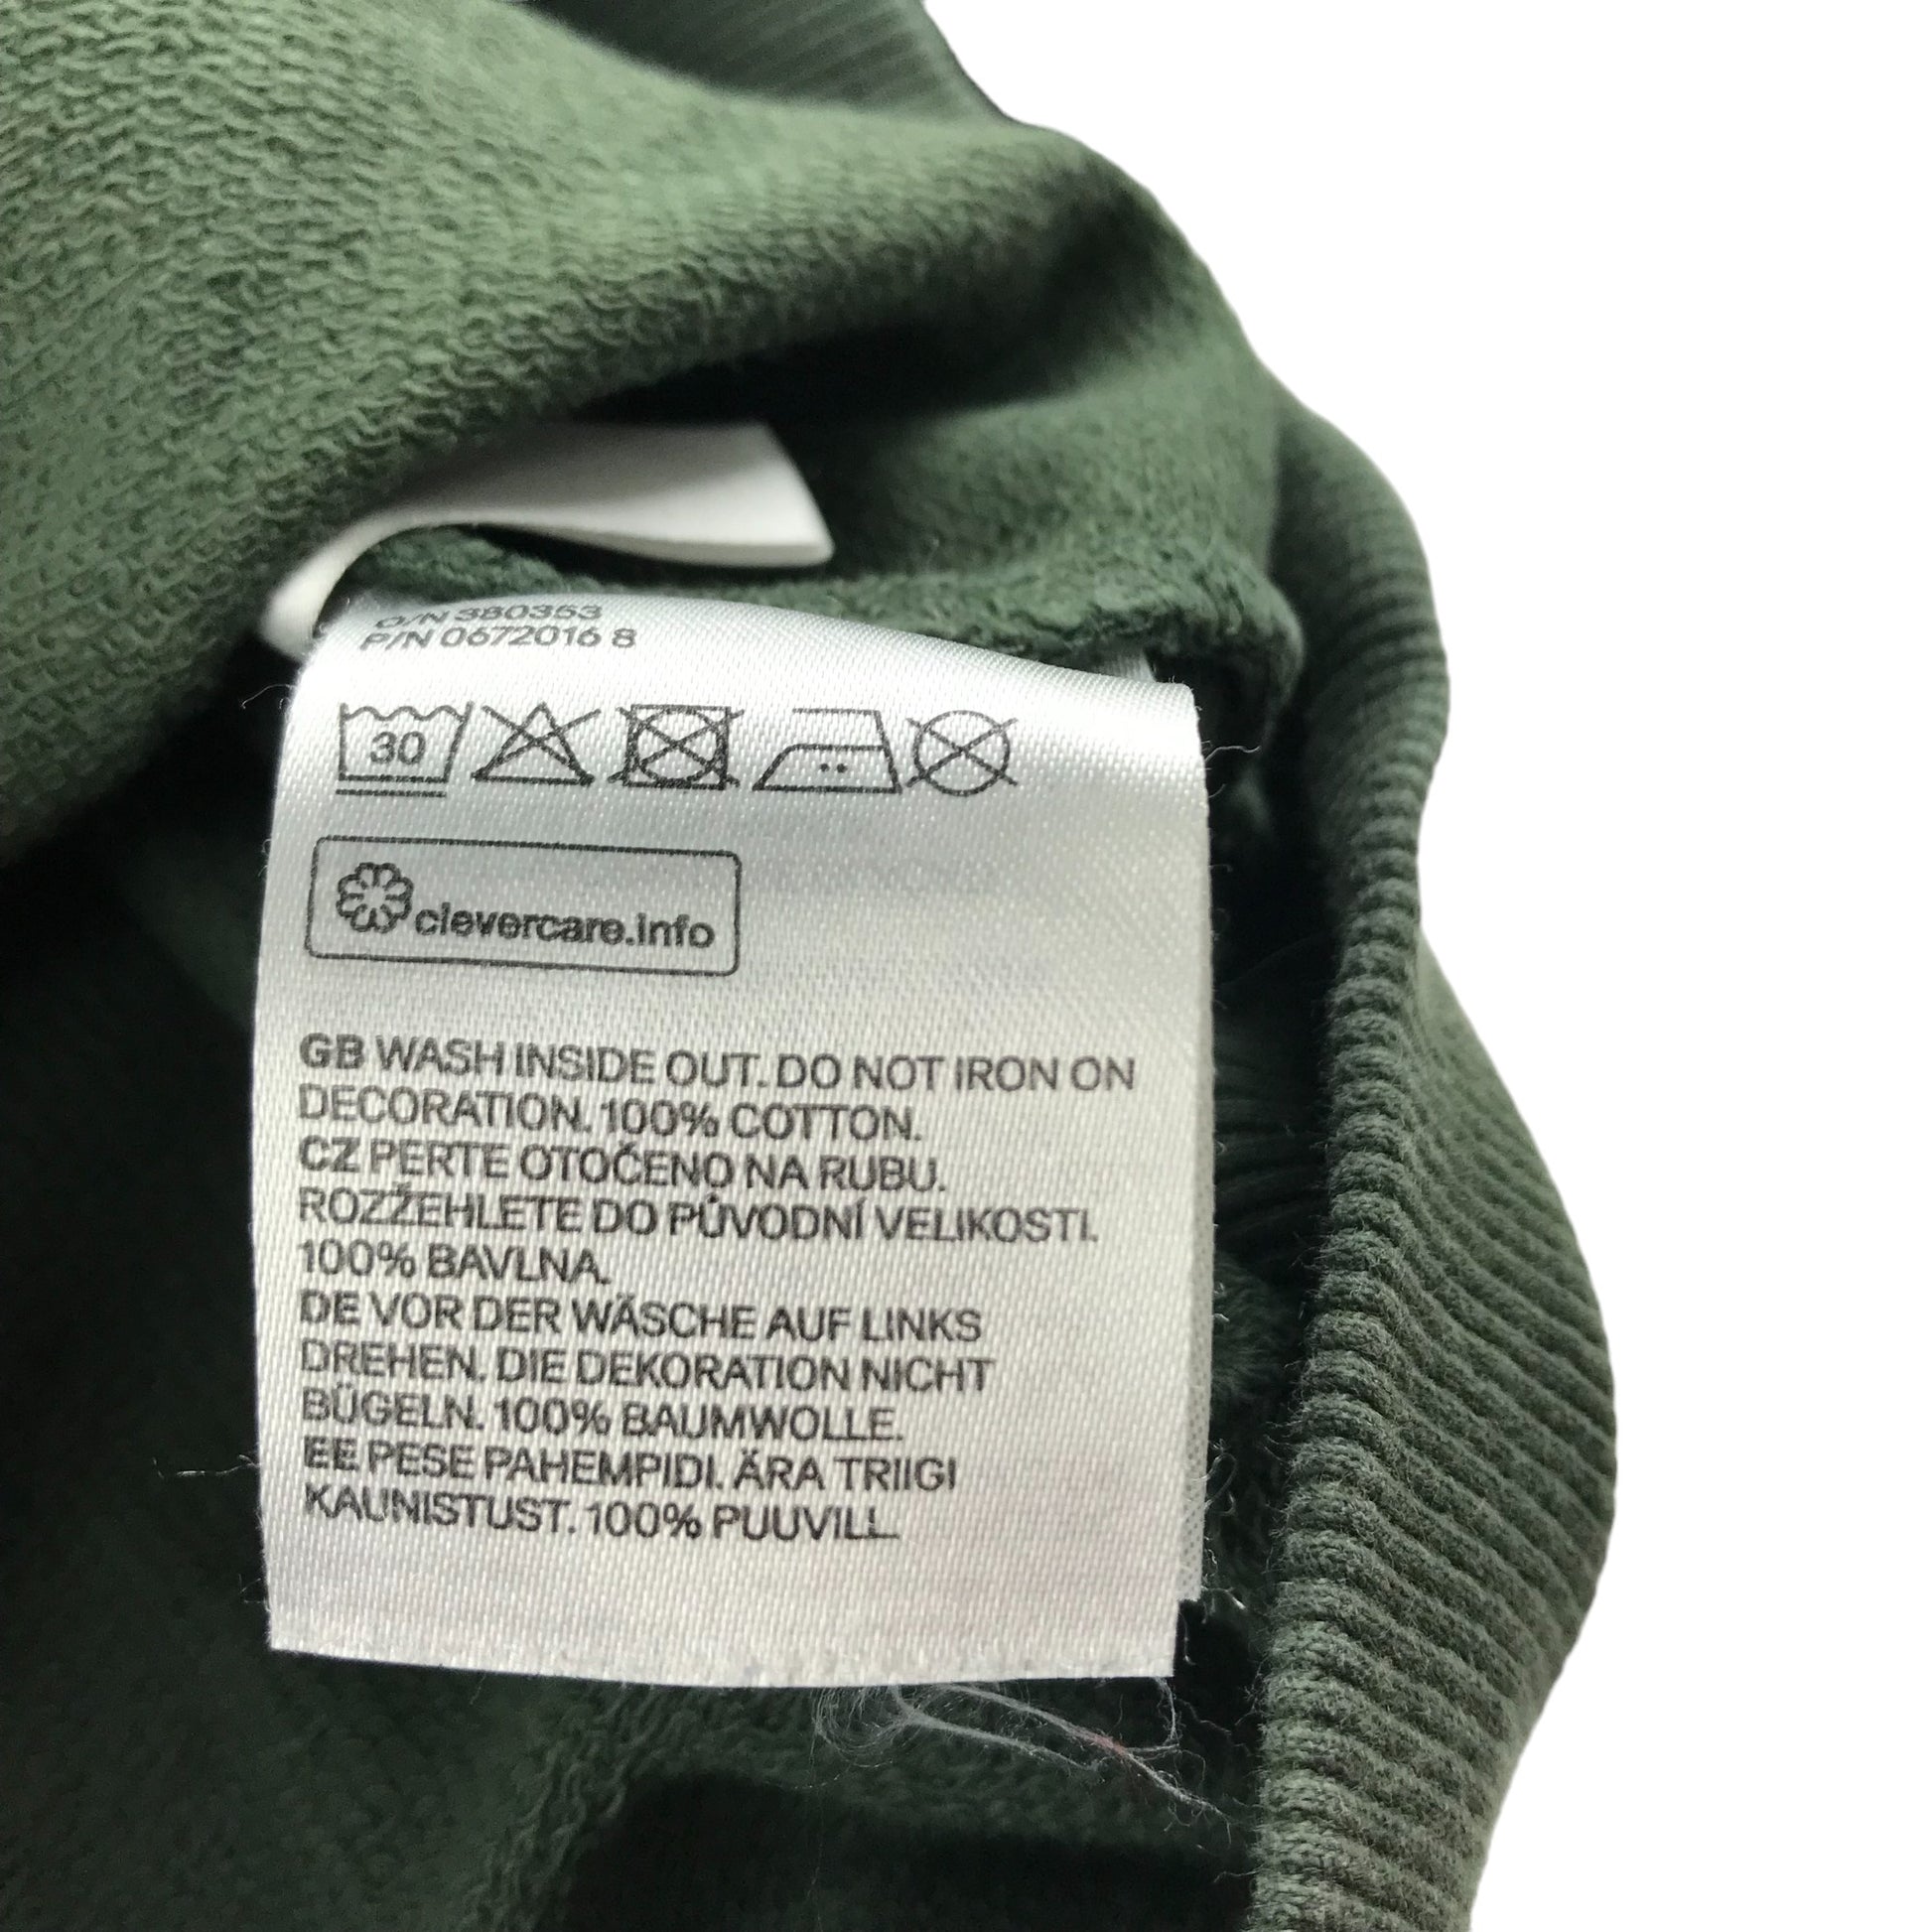 O/N 380353
P/N 0672016 8
30
clevercare.info
GB WASH INSIDE OUT. DO NOT IRON ON
DECORATION. 100% COTTON.
CZ PERTE OTOČENO NA RUBU.
ROZŽEHLETE DO PŮVODNÍ VELIKOSTI.
100% BAVLNA.
DE VOR DER WÄSCHE AUF LINKS
DREHEN. DIE DEKORATION NICHT
BÜGELN. 100% BAUMWOLLE.
EE PESE PAHEMPIDI. ÄRA TRIIGI
KAUNISTUST. 100% PUUVILL.